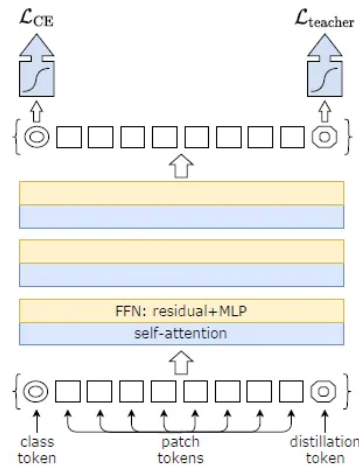 𝓛CE 𝓛teacher
FFN: residual+MLP
self-attention
class patch distillation
token tokens token